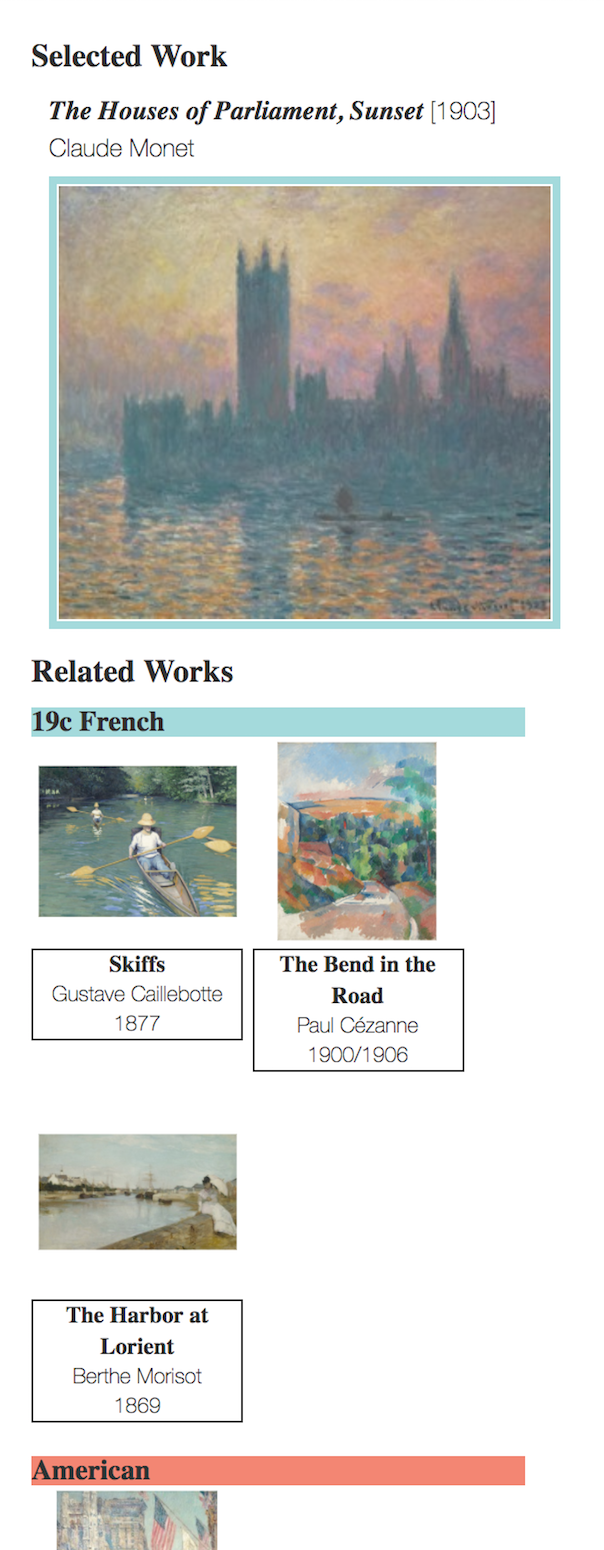 Selected Work
The Houses of Parliament, Sunset [1903]
Claude Monet
Related Works
19c French
Skiffs
Gustave Caillebotte
1877
The Bend in the
Road
Paul Cézanne
1900/1906
The Harbor at
Lorient
Berthe Morisot
1869
American